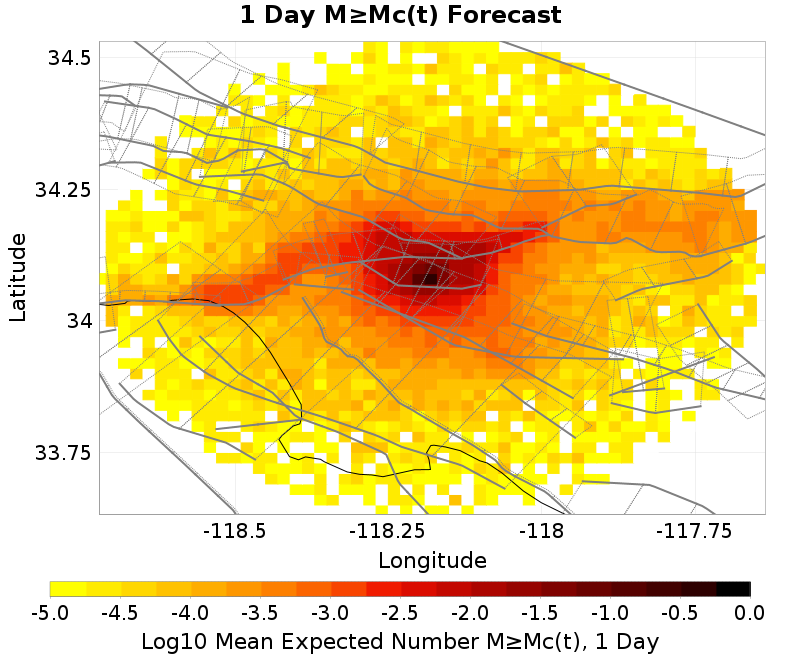 1 Day M≥Mc(t) Forecast
34.5
34.25
34
33.75
Latitude
-118.5 -118.25 -118 -117.75
Longitude
-5.0 -4.5 -4.0 -3.5 -3.0 -2.5 -2.0 -1.5 -1.0 -0.5 0.0
Log10 Mean Expected Number M≥Mc(t), 1 Day